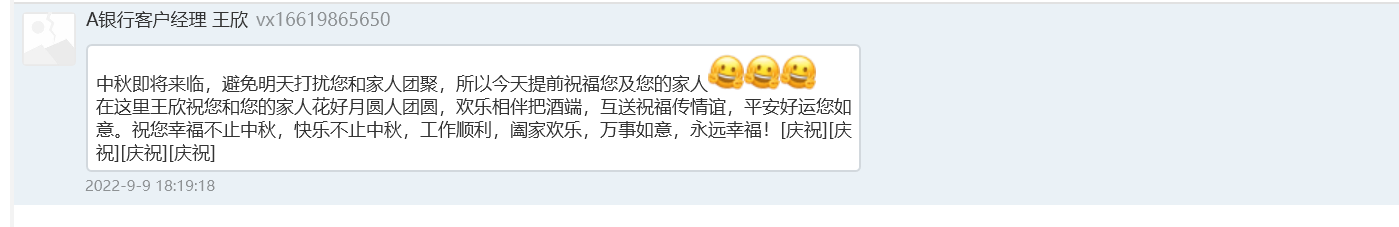 A银行客户经理 王欣 vx16619865650
中秋即将来临，避免明天打扰您和家人团聚，所以今天提前祝福您及您的家人🤗🤗🤗
在这里王欣祝您和您的家人花好月圆人团圆，欢乐相伴把酒端，互送祝福传情谊，平安好运您如
意。祝您幸福不止中秋，快乐不止中秋，工作顺利，阖家欢乐，万事如意，永远幸福！[庆祝][庆
祝][庆祝][庆祝]
2022-9-9 18:19:18